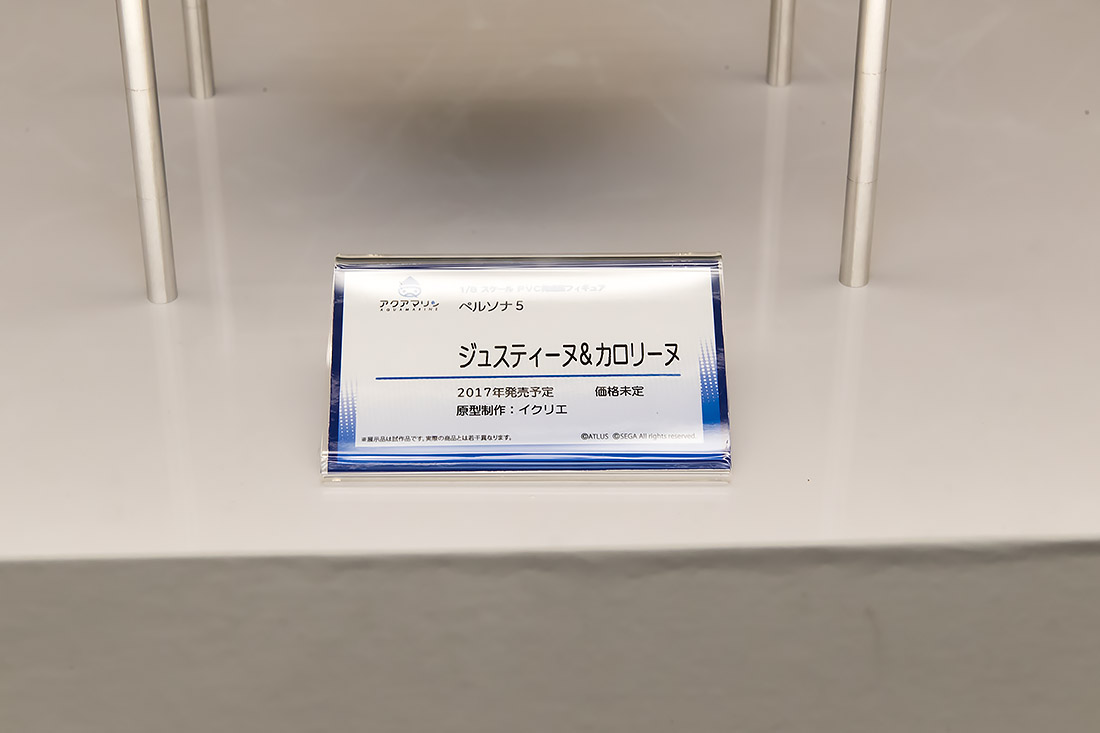 1/8 スケール PVC塗装済フィギュア
アクアマリン
AQUAMARINE
ペルソナ5
ジュスティーヌ&カロリーヌ
2017年発売予定 価格未定
原型制作：イクリエ
※展示品は試作品です。実際の商品とは若干異なります。
©ATLUS ©SEGA All rights reserved.